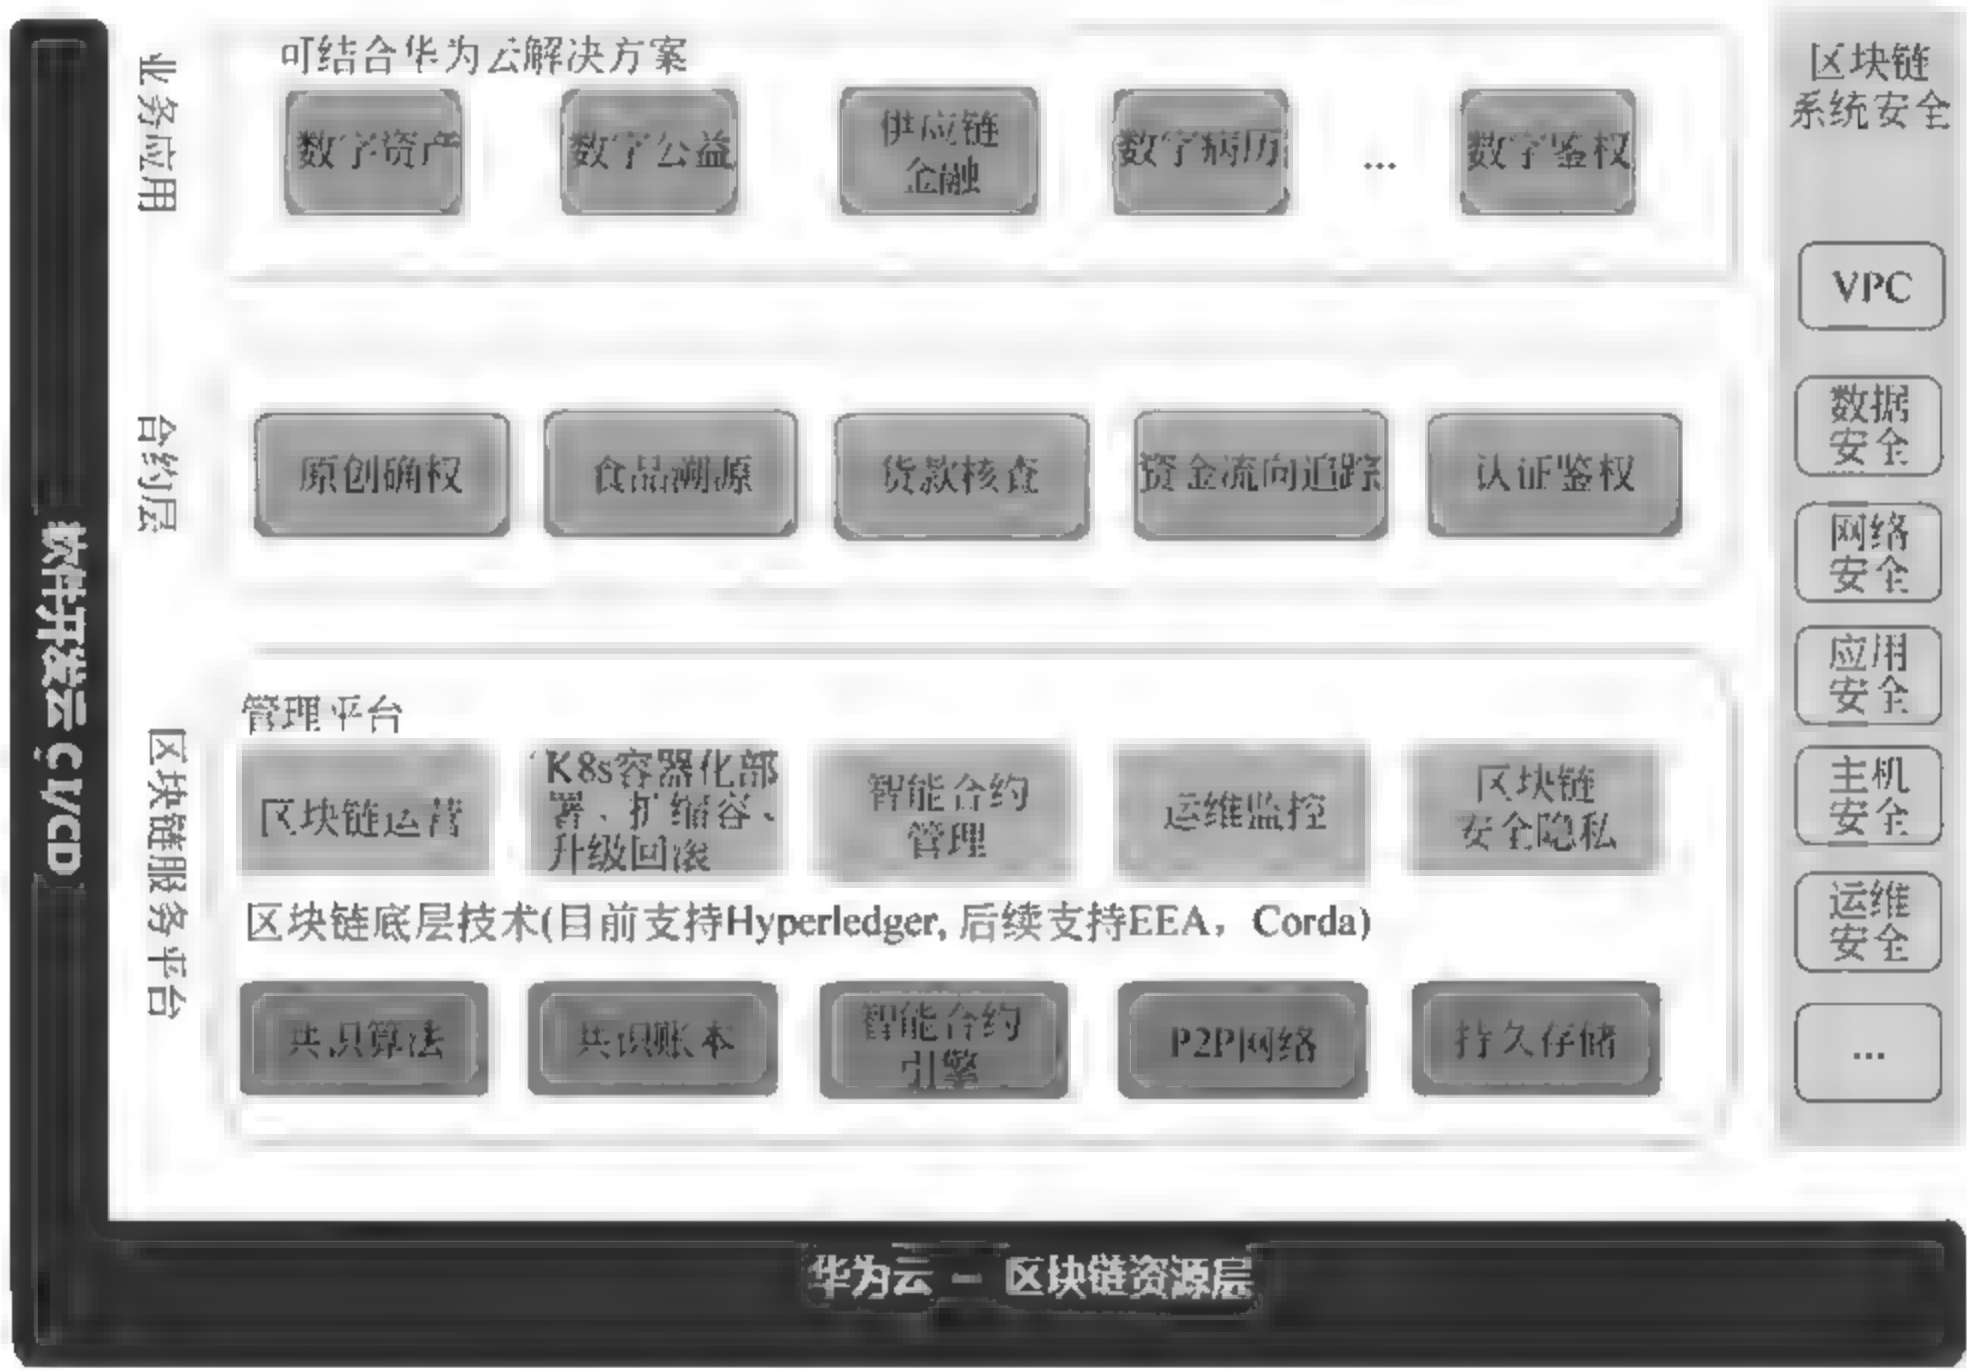 业务应用
可结合华为云解决方案
数字资产
数字公益
供应链
金融
数字病历
...
数字鉴权
合约层
原创确权
食品溯源
货款核查
资金流向追踪
认证鉴权
区块链服务平台
管理平台
区块链运营
K8s容器化部
署、扩缩容、
升级回滚
智能合约
管理
运维监控
区块链
安全隐私
区块链底层技术(目前支持Hyperledger, 后续支持EEA，Corda)
共识算法
共识账本
智能合约
引擎
P2P网络
持久存储
区块链
系统安全
VPC
数据
安全
网络
安全
应用
安全
主机
安全
运维
安全
...
软件开发云 CI/CD
华为云 － 区块链资源层